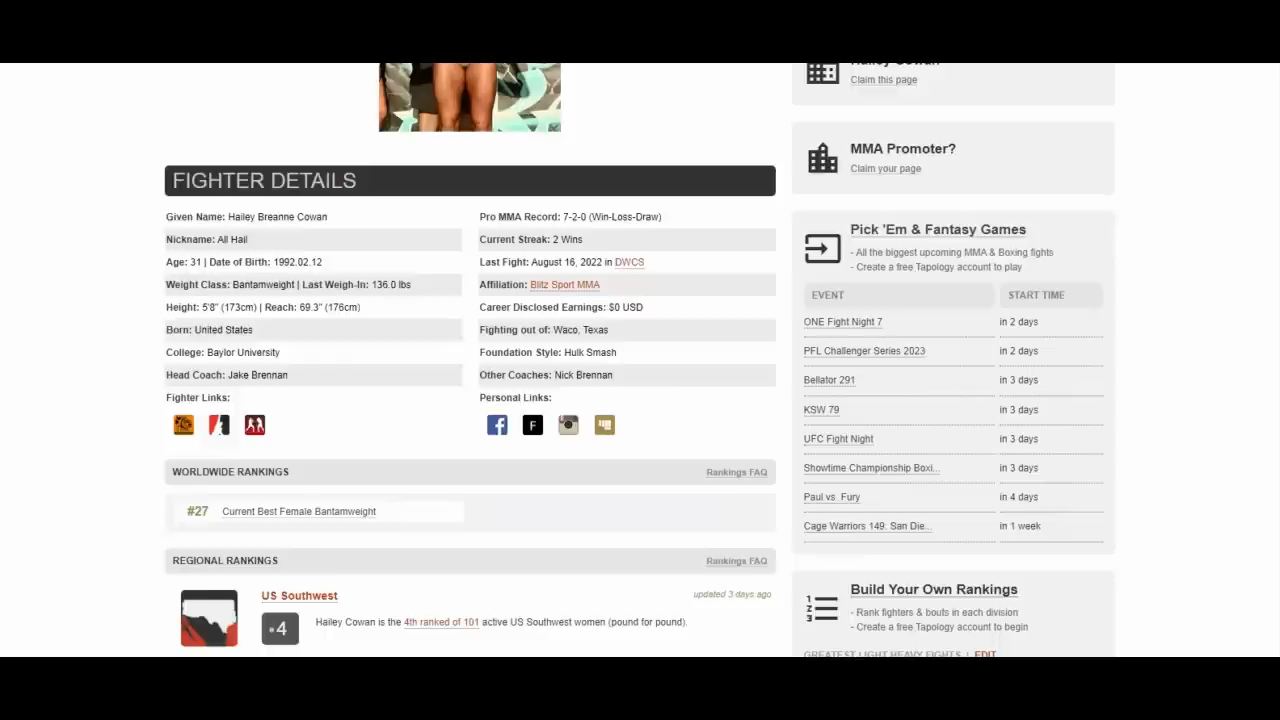 Hailey Cowan
Claim this page
MMA Promoter?
Claim your page
FIGHTER DETAILS
Given Name: Hailey Breanne Cowan
Pro MMA Record: 7-2-0 (Win-Loss-Draw)
Nickname: All Hail
Current Streak: 2 Wins
Age: 31 | Date of Birth: 1992.02.12
Last Fight: August 16, 2022 in DWCS
Weight Class: Bantamweight | Last Weigh-In: 136.0 lbs
Affiliation: Blitz Sport MMA
Height: 5'8" (173cm) | Reach: 69.3" (176cm)
Career Disclosed Earnings: $0 USD
Born: United States
Fighting out of: Waco, Texas
College: Baylor University
Foundation Style: Hulk Smash
Head Coach: Jake Brennan
Other Coaches: Nick Brennan
Fighter Links:
Personal Links:
F
WORLDWIDE RANKINGS
Rankings FAQ
#27 Current Best Female Bantamweight
REGIONAL RANKINGS
Rankings FAQ
US Southwest
updated 3 days ago
#4
Hailey Cowan is the 4th ranked of 101 active US Southwest women (pound for pound).
Pick 'Em & Fantasy Games
- All the biggest upcoming MMA & Boxing fights
- Create a free Tapology account to play
EVENT START TIME
ONE Fight Night 7 in 2 days
PFL Challenger Series 2023 in 2 days
Bellator 291 in 3 days
KSW 79 in 3 days
UFC Fight Night in 3 days
Showtime Championship Boxi... in 3 days
Paul vs. Fury in 4 days
Cage Warriors 149: San Die... in 1 week
Build Your Own Rankings
- Rank fighters & bouts in each division
- Create a free Tapology account to begin
GREATEST LIGHT HEAVY FIGHTS | EDIT